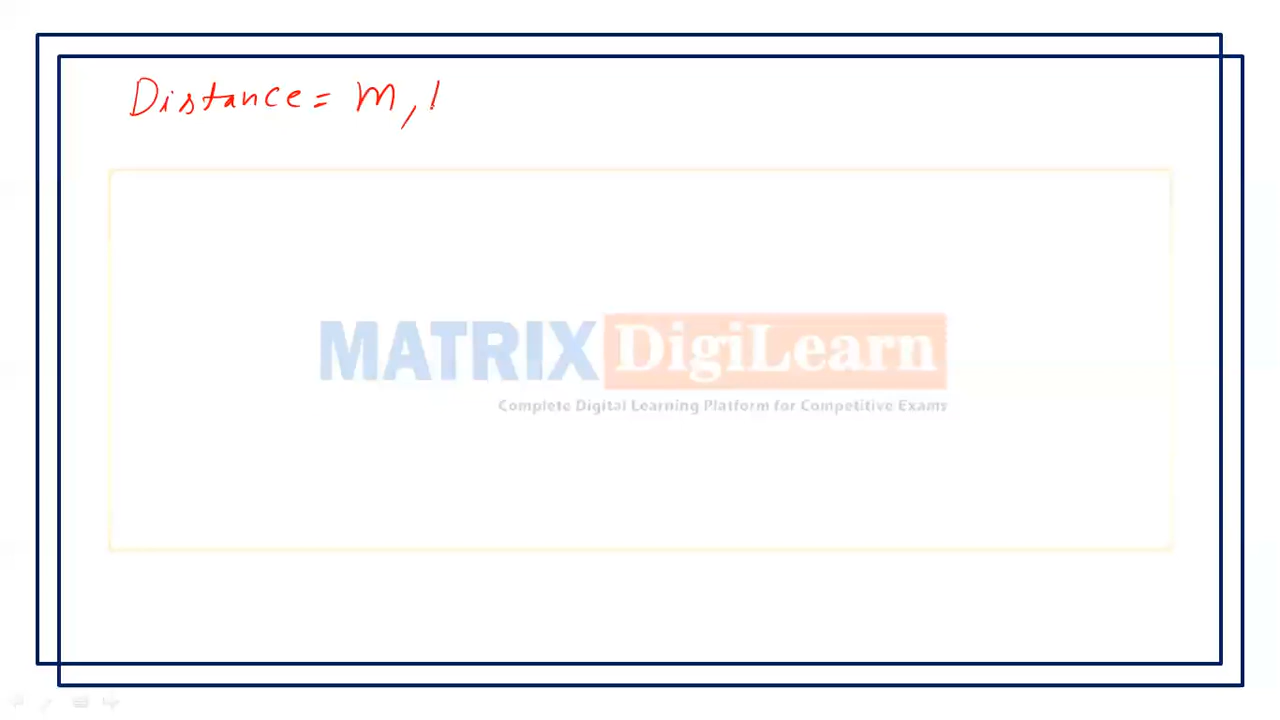 Distance = m, l
MATRIX DigiLearn
Complete Digital Learning Platform for Competitive Exams